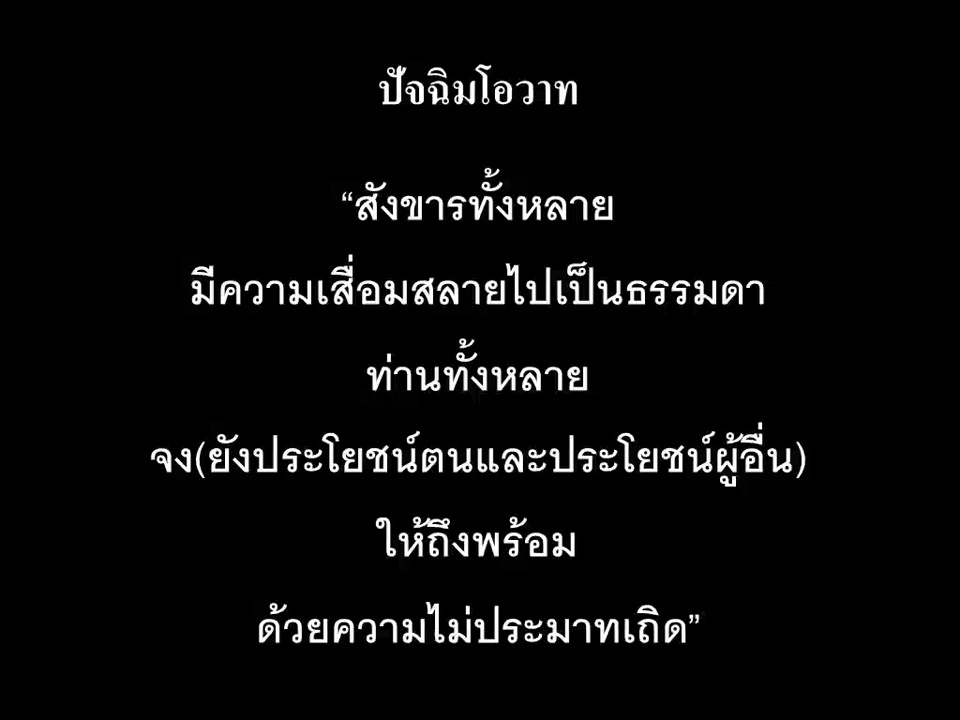 ปัจฉิมโอวาท
“สังขารทั้งหลาย
มีความเสื่อมสลายไปเป็นธรรมดา
ท่านทั้งหลาย
จง(ยังประโยชน์ตนและประโยชน์ผู้อื่น)
ให้ถึงพร้อม
ด้วยความไม่ประมาทเถิด”